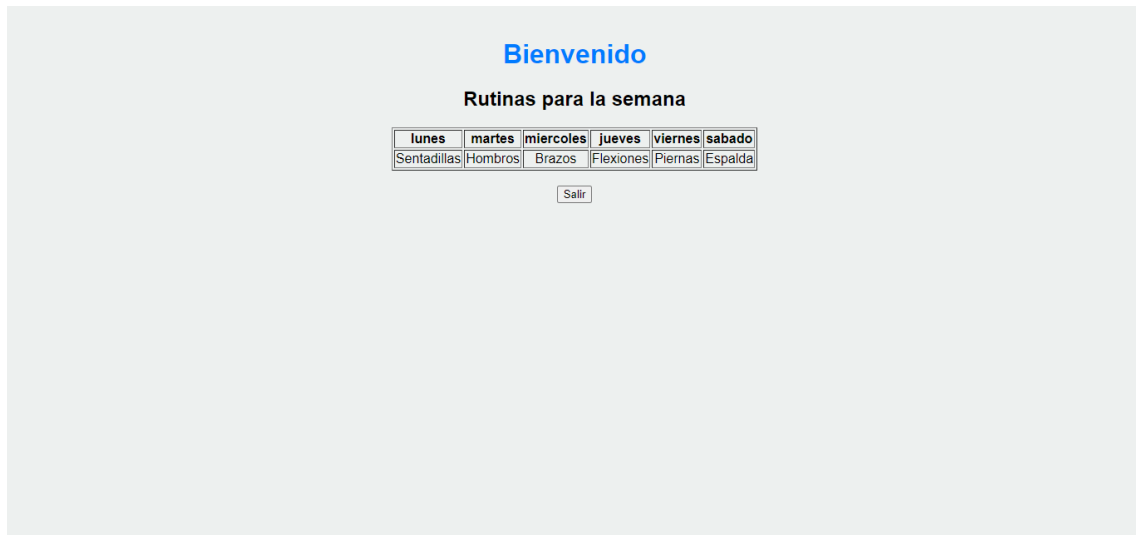 Bienvenido
Rutinas para la semana
lunes martes miercoles jueves viernes sabado
Sentadillas Hombros Brazos Flexiones Piernas Espalda
Salir